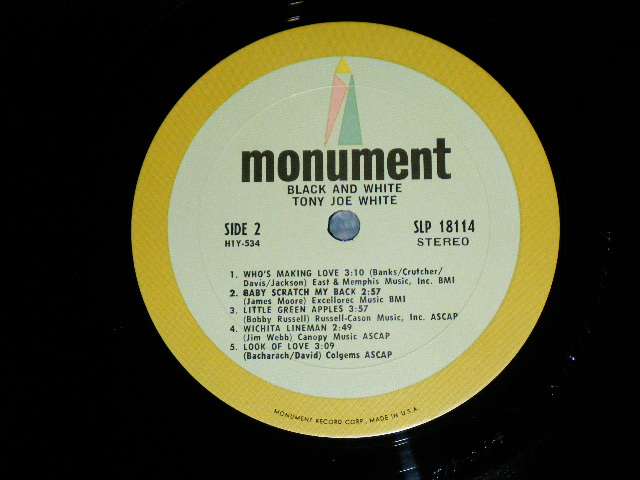 monument
BLACK AND WHITE
TONY JOE WHITE
SIDE 2 SLP 18114
HIY-534 STEREO
1. WHO'S MAKING LOVE 3:10 (Banks/Crutcher/
Davis/Jackson) East & Memphis Music, Inc. BMI
2. BABY SCRATCH MY BACK 2:57
(James Moore) Excellorec Music BMI
3. LITTLE GREEN APPLES 3:57
(Bobby Russell) Russell-Cason Music, Inc. ASCAP
4. WICHITA LINEMAN 2:49
(Jim Webb) Canopy Music ASCAP
5. LOOK OF LOVE 3:09
(Bacharach/David) Colgems ASCAP
MONUMENT RECORD CORP., MADE IN U.S.A.